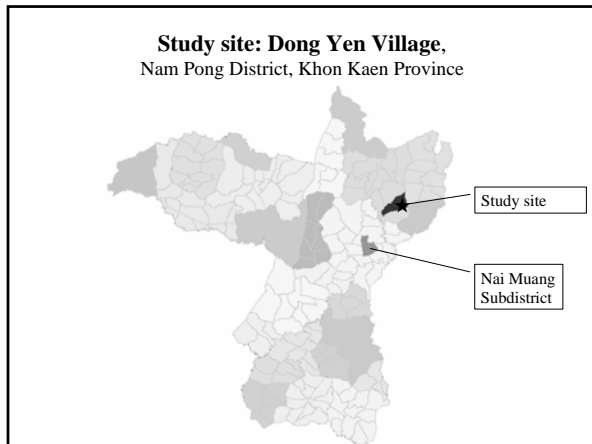 Study site: Dong Yen Village,
Nam Pong District, Khon Kaen Province
Study site
Nai Muang
Subdistrict